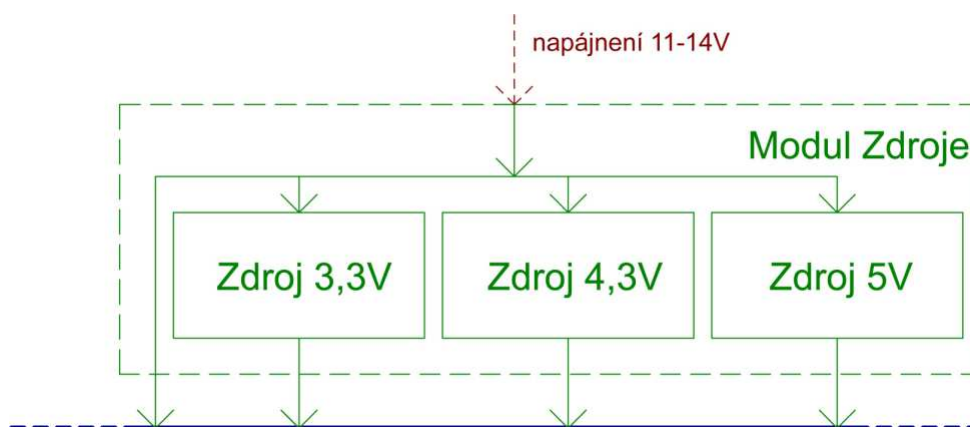 napájnení 11-14V
Modul Zdroje
Zdroj 3,3V
Zdroj 4,3V
Zdroj 5V